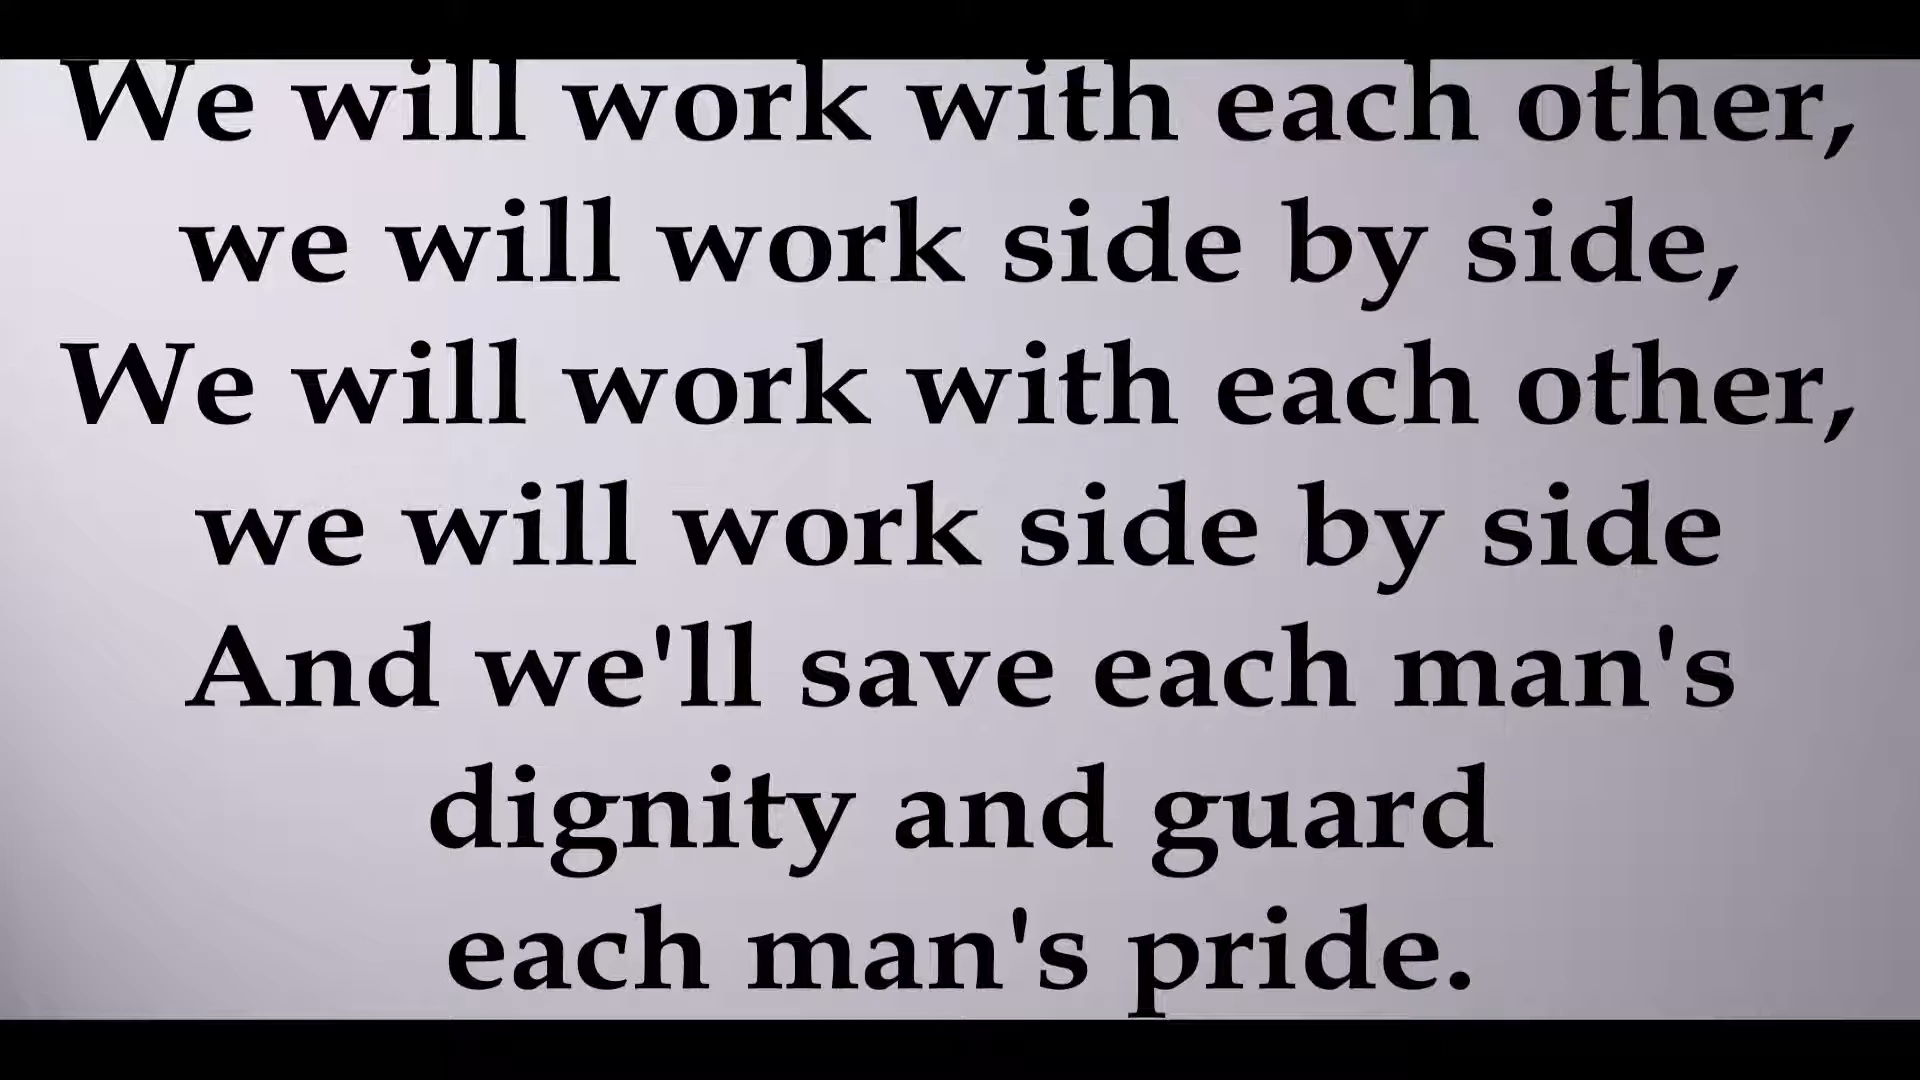 We will work with each other,
we will work side by side,
We will work with each other,
we will work side by side
And we'll save each man's
dignity and guard
each man's pride.